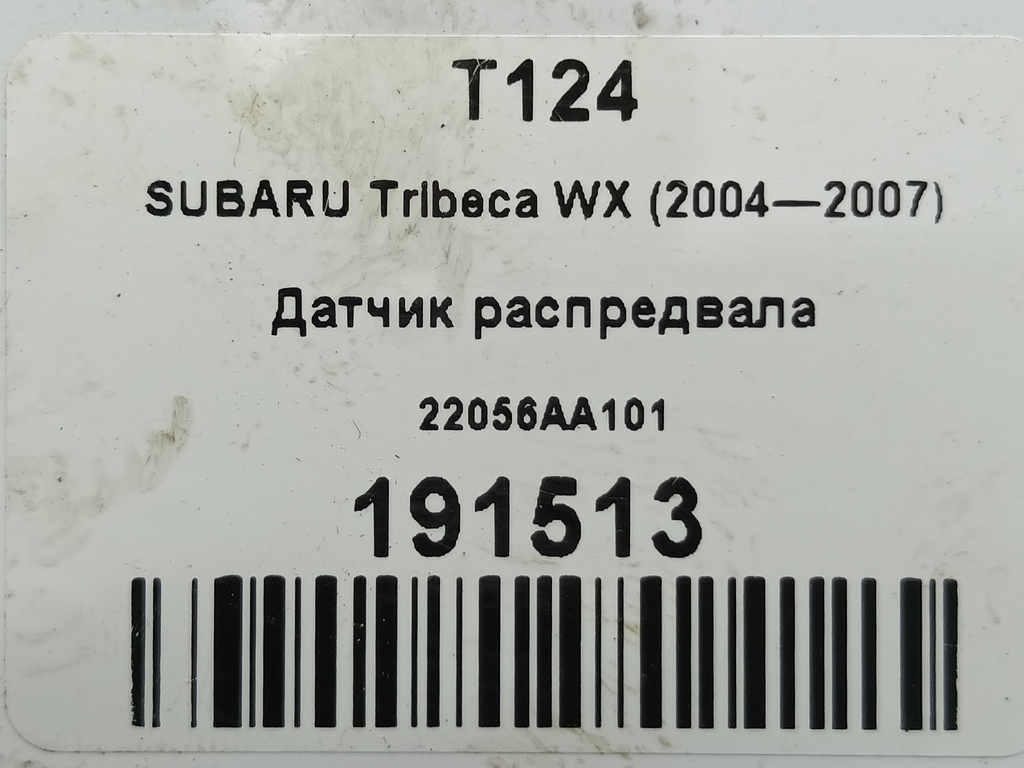 T124
SUBARU Tribeca WX (2004—2007)
Датчик распредвала
22056AA101
191513